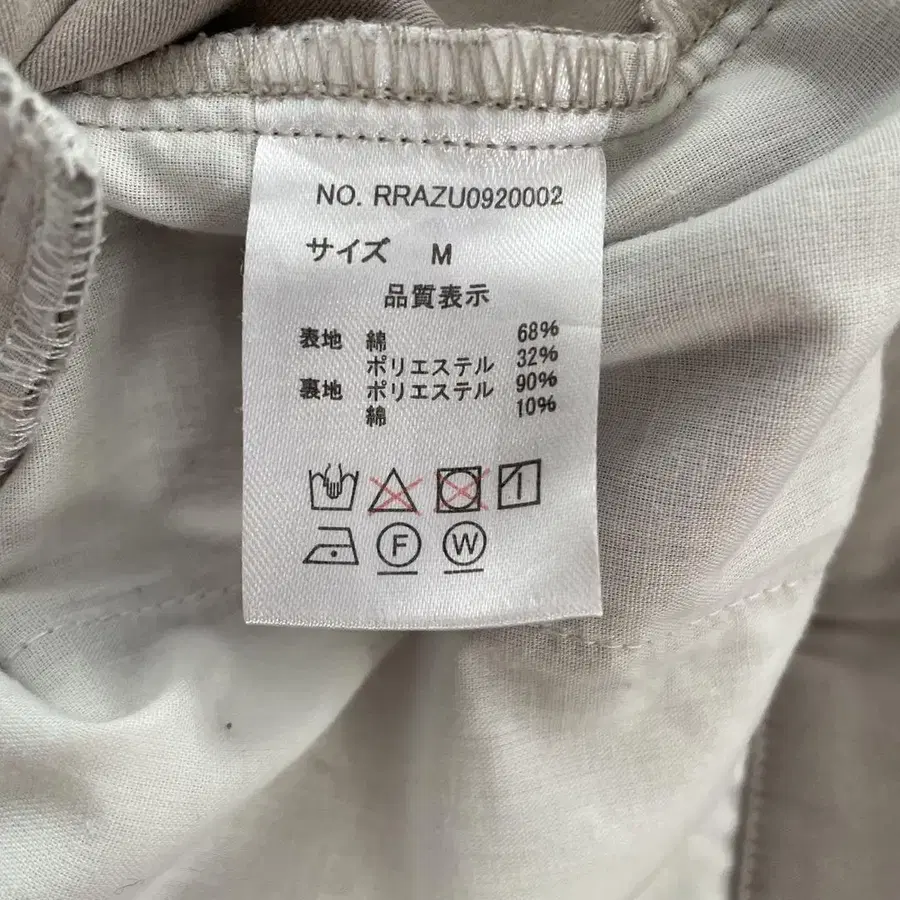 NO. RRAZU0920002
サイズ M
品質表示
表地 綿 68%
ポリエステル 32%
裏地 ポリエステル 90%
綿 10%
F W